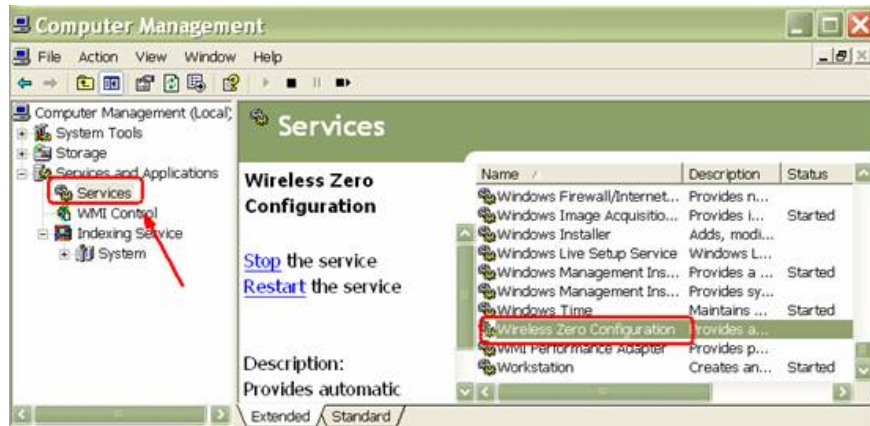 Computer Management
File Action View Window Help
Computer Management (Local)
System Tools
Storage
Services and Applications
Services
WMI Control
Indexing Service
System
Services
Wireless Zero
Configuration
Stop the service
Restart the service
Description:
Provides automatic
Name Description Status
Windows Firewall/Internet... Provides n...
Windows Image Acquisitio... Provides i... Started
Windows Installer Adds, modi...
Windows Live Setup Service Windows L...
Windows Management Ins... Provides a ... Started
Windows Management Ins... Provides sy...
Windows Time Maintains ... Started
Wireless Zero Configuration Provides a...
WMI Performance Adapter Provides p...
Workstation Creates an... Started
Extended Standard